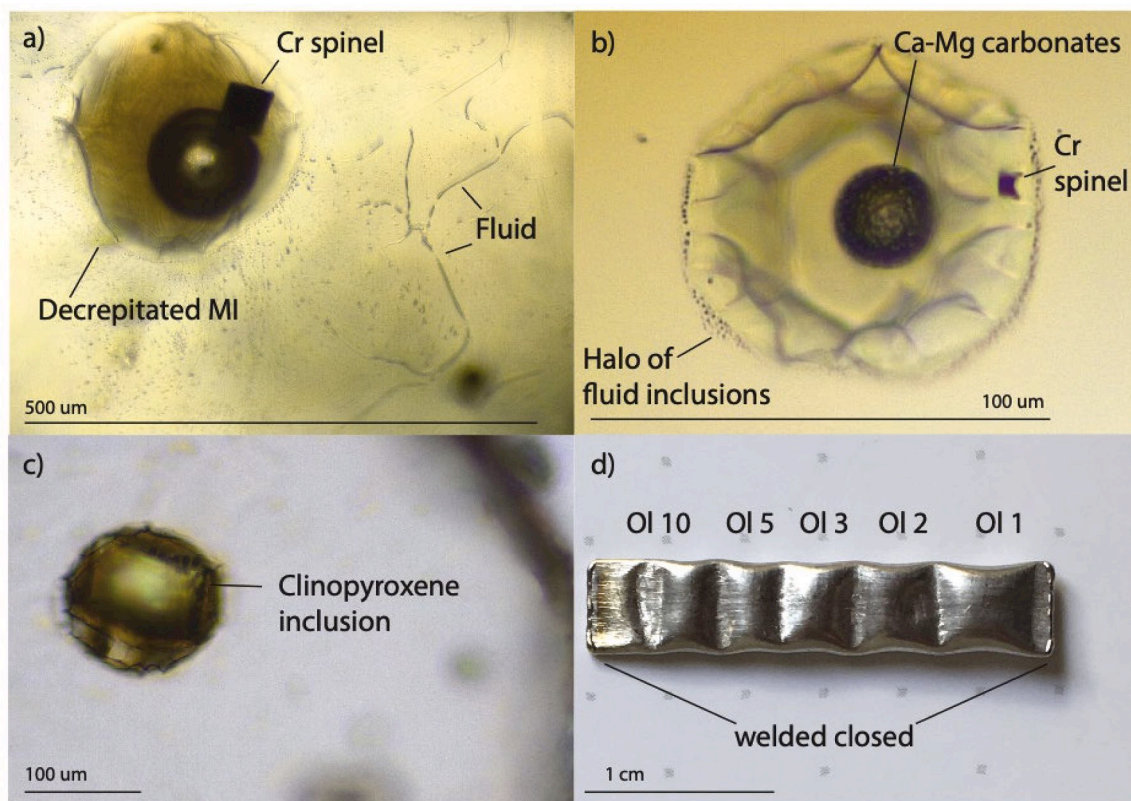 a)
Cr spinel
Fluid
Decrepitated MI
500 um
b)
Ca-Mg carbonates
Cr
spinel
Halo of
fluid inclusions
100 um
c)
Clinopyroxene
inclusion
100 um
d)
Ol 10 Ol 5 Ol 3 Ol 2 Ol 1
welded closed
1 cm